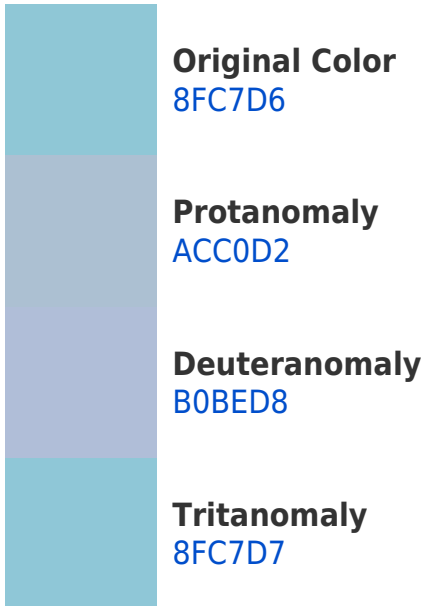 Original Color
8FC7D6
Protanomaly
ACC0D2
Deuteranomaly
B0BED8
Tritanomaly
8FC7D7